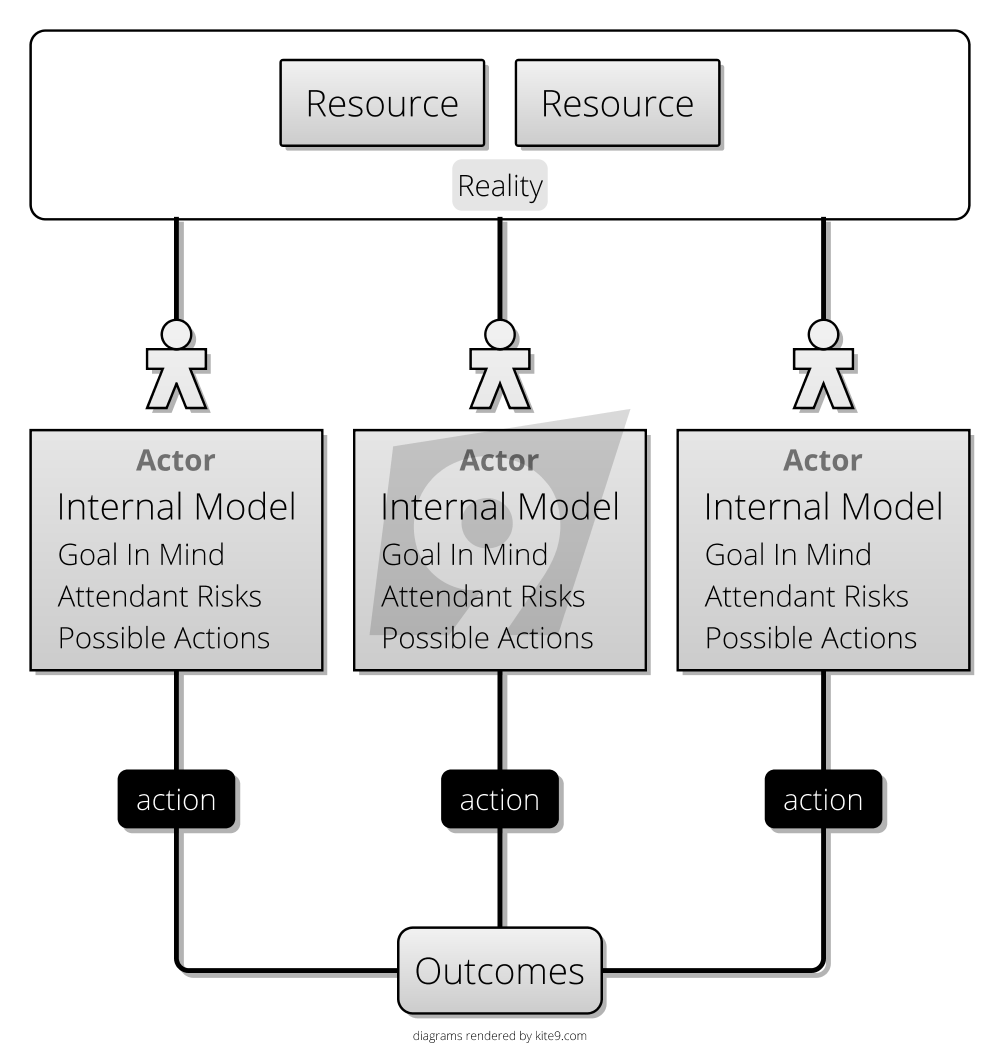 Resource Resource
Reality
Actor
Internal Model
Goal In Mind
Attendant Risks
Possible Actions
Actor
Internal Model
Goal In Mind
Attendant Risks
Possible Actions
Actor
Internal Model
Goal In Mind
Attendant Risks
Possible Actions
action action action
Outcomes
diagrams rendered by kite9.com